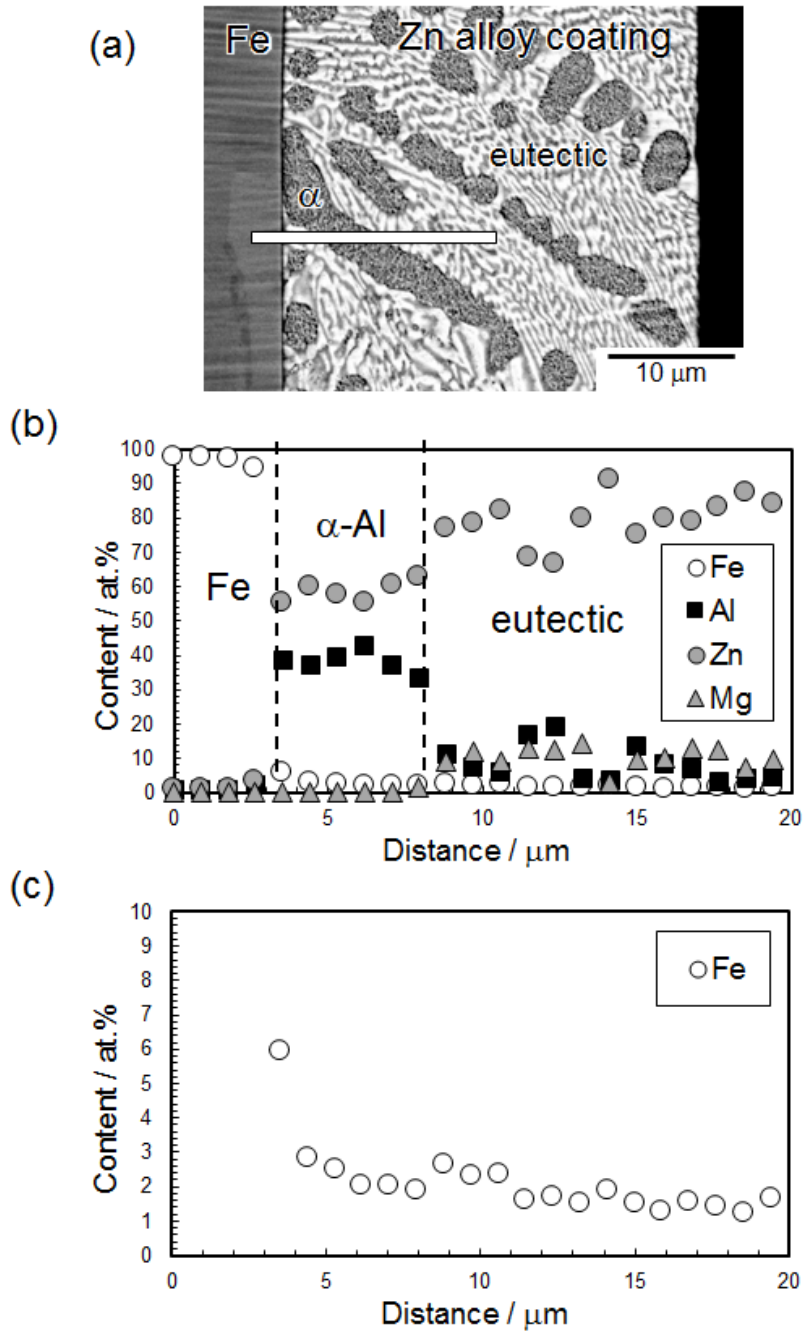 (a)
Fe
Zn alloy coating
eutectic
α
10 μm
(b)
100
90
80
70
60
50
40
30
20
10
0
Content / at.%
Fe
α-Al
eutectic
Fe
Al
Zn
Mg
0 5 10 15 20
Distance / μm
(c)
10
9
8
7
6
5
4
3
2
1
0
Content / at.%
Fe
0 5 10 15 20
Distance / μm